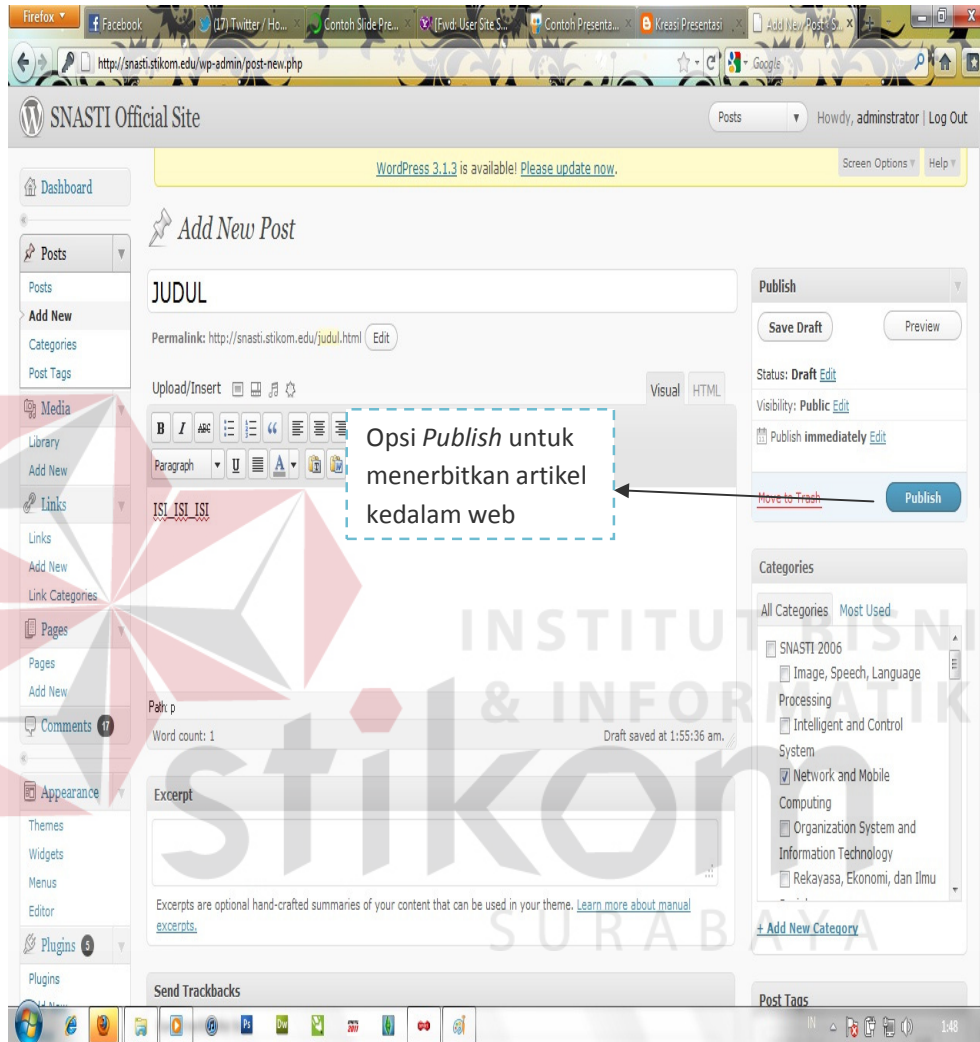 Firefox
Facebook
(17) Twitter / Ho...
Contoh Slide Pre...
[Fwd: User Site S...
Contoh Presenta...
Kreasi Presentasi
Add New Post ‹ S...
http://snasti.stikom.edu/wp-admin/post-new.php
Google
SNASTI Official Site
Posts
Howdy, adminstrator | Log Out
WordPress 3.1.3 is available! Please update now.
Screen Options
Help
Dashboard
Posts
Posts
Add New
Categories
Post Tags
Media
Library
Add New
Links
Links
Add New
Link Categories
Pages
Pages
Add New
Comments 17
Appearance
Themes
Widgets
Menus
Editor
Plugins 5
Plugins
Add New
Add New Post
JUDUL
Permalink: http://snasti.stikom.edu/judul.html Edit
Upload/Insert
Visual HTML
B I ABC
Paragraph U A
ISI_ISI_ISI
Opsi Publish untuk
menerbitkan artikel
kedalam web
Path: p
Word count: 1
Draft saved at 1:55:36 am.
Excerpt
Excerpts are optional hand-crafted summaries of your content that can be used in your theme. Learn more about manual
excerpts.
Send Trackbacks
Publish
Save Draft
Preview
Status: Draft Edit
Visibility: Public Edit
Publish immediately Edit
Move to Trash
Publish
Categories
All Categories Most Used
SNASTI 2006
Image, Speech, Language
Processing
Intelligent and Control
System
Network and Mobile
Computing
Organization System and
Information Technology
Rekayasa, Ekonomi, dan Ilmu
+ Add New Category
Post Tags
INSTITUT BISNI
& INFORMATIK
stikom
SURABAYA
Ps
Dw
IN
1:48